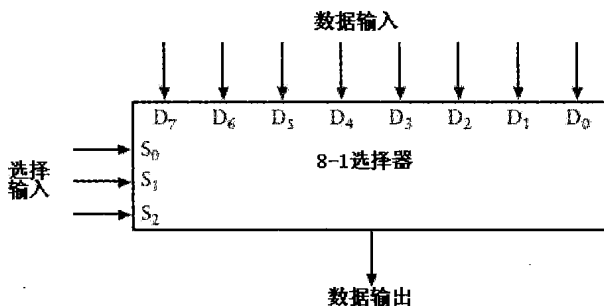 数据输入
D₇ D₆ D₅ D₄ D₃ D₂ D₁ D₀
S₀
8-1选择器
选择
输入
S₁
S₂
数据输出